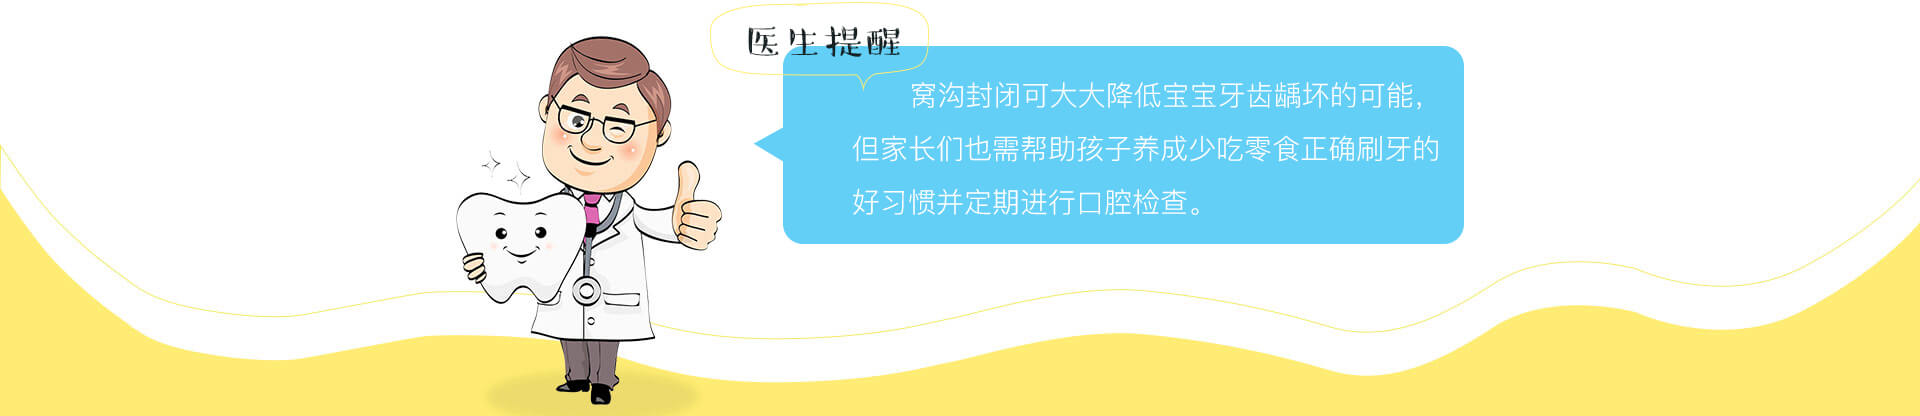 医生提醒
窝沟封闭可大大降低宝宝牙齿龋坏的可能，
但家长们也需帮助孩子养成少吃零食正确刷牙的
好习惯并定期进行口腔检查。